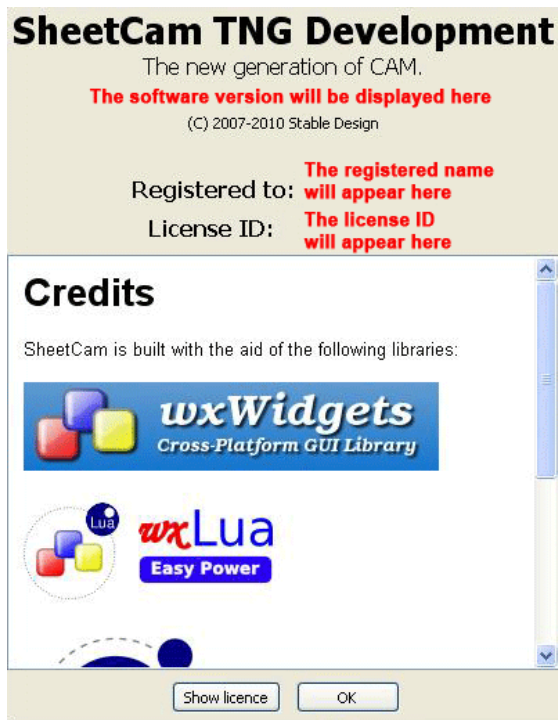 SheetCam TNG Development
The new generation of CAM.
The software version will be displayed here
(C) 2007-2010 Stable Design
Registered to: The registered name
will appear here
License ID: The license ID
will appear here
Credits
SheetCam is built with the aid of the following libraries:
wxWidgets
Cross-Platform GUI Library
Lua
wxLua
Easy Power
Show licence
OK